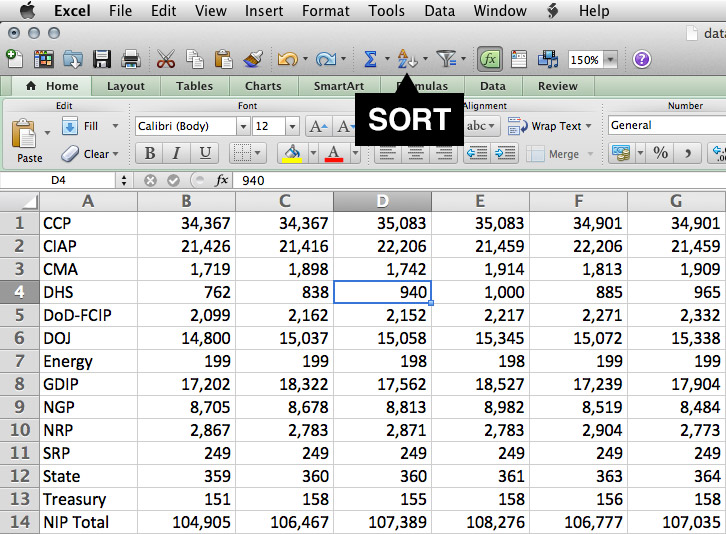 Excel File Edit View Insert Format Tools Data Window Help
data
150%
Home Layout Tables Charts SmartArt Data Review
SORT
Edit Font Alignment Number
Fill Calibri (Body) 12 A A abc Wrap Text General
Paste Clear B I U A Merge % ,
D4 fx 940
A B C D E F G
1 CCP 34,367 34,367 35,083 35,083 34,901 34,901
2 CIAP 21,426 21,416 22,206 21,459 22,206 21,459
3 CMA 1,719 1,898 1,742 1,914 1,813 1,909
4 DHS 762 838 940 1,000 885 965
5 DoD-FCIP 2,099 2,162 2,152 2,217 2,271 2,332
6 DOJ 14,800 15,037 15,058 15,345 15,072 15,338
7 Energy 199 199 198 198 199 199
8 GDIP 17,202 18,322 17,562 18,527 17,239 17,904
9 NGP 8,705 8,678 8,813 8,982 8,519 8,484
10 NRP 2,867 2,783 2,871 2,783 2,904 2,773
11 SRP 249 249 249 249 249 249
12 State 359 360 360 361 363 364
13 Treasury 151 158 155 158 156 158
14 NIP Total 104,905 106,467 107,389 108,276 106,777 107,035